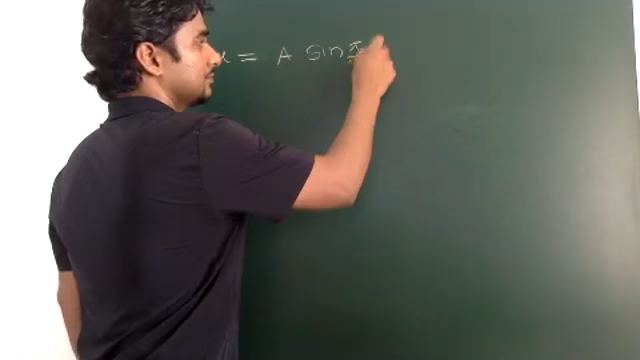 x = A sin π